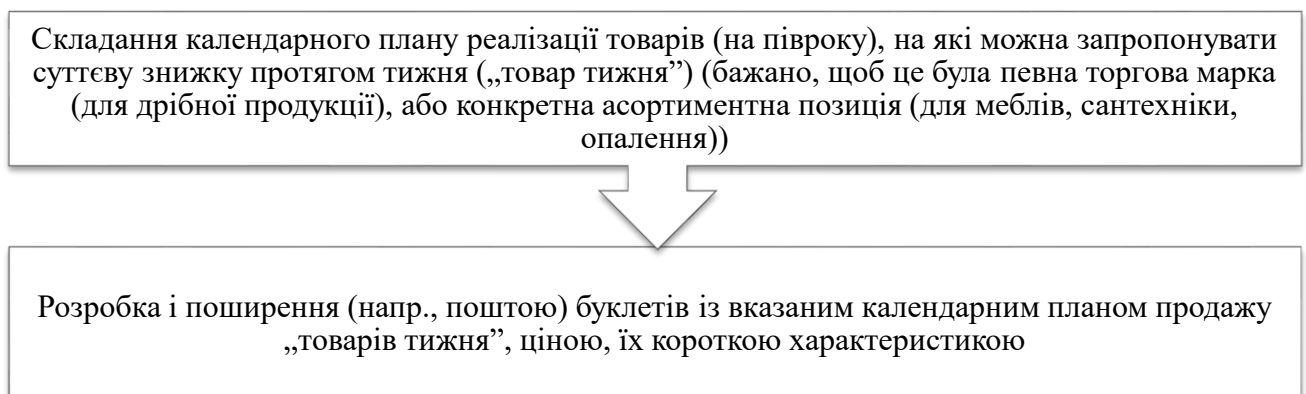 Складання календарного плану реалізації товарів (на півроку), на які можна запропонувати
суттєву знижку протягом тижня („товар тижня”) (бажано, щоб це була певна торгова марка
(для дрібної продукції), або конкретна асортиментна позиція (для меблів, сантехніки,
опалення))
Розробка і поширення (напр., поштою) буклетів із вказаним календарним планом продажу
„товарів тижня”, ціною, їх короткою характеристикою